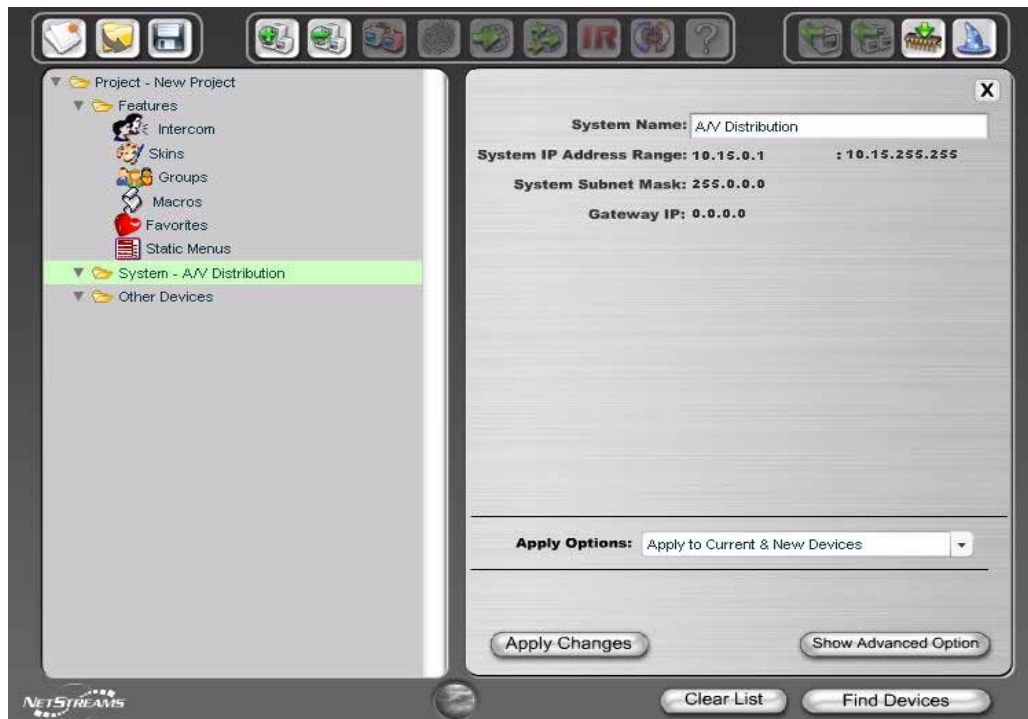 IR
?
Project - New Project
Features
Intercom
Skins
Groups
Macros
Favorites
Static Menus
System - A/V Distribution
Other Devices
X
System Name: A/V Distribution
System IP Address Range: 10.15.0.1 : 10.15.255.255
System Subnet Mask: 255.0.0.0
Gateway IP: 0.0.0.0
Apply Options: Apply to Current & New Devices
Apply Changes
Show Advanced Option
NETSTREAMS
Clear List
Find Devices